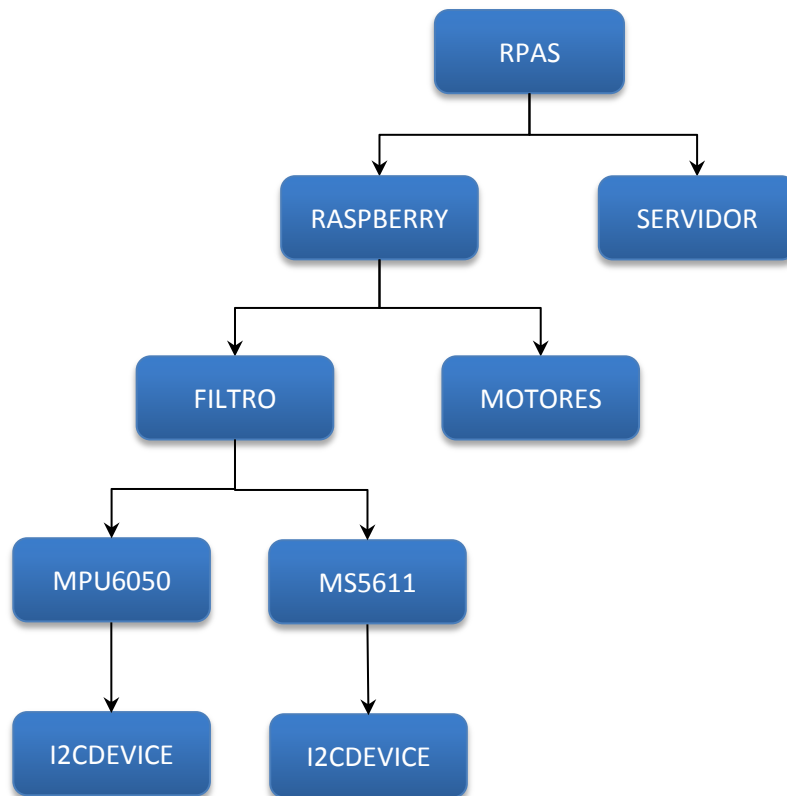 RPAS
RASPBERRY
SERVIDOR
FILTRO
MOTORES
MPU6050
MS5611
I2CDEVICE
I2CDEVICE